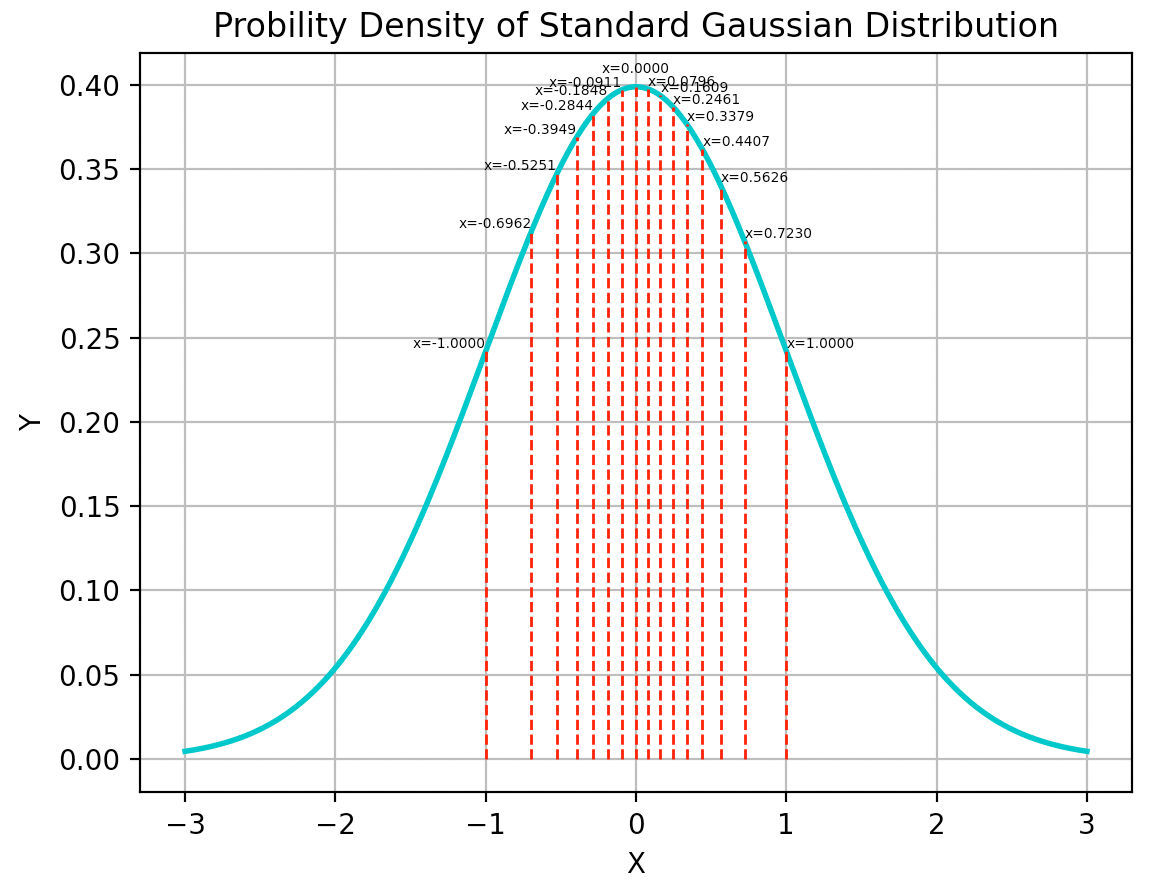 Probility Density of Standard Gaussian Distribution
0.40
0.35
0.30
0.25
0.20
0.15
0.10
0.05
0.00
Y
x=0.0000
x=-0.0911
x=0.0796
x=-0.1848
x=0.1609
x=-0.2844
x=0.2461
x=-0.3949
x=0.3379
x=-0.5251
x=0.4407
x=0.5626
x=-0.6962
x=0.7230
x=-1.0000
x=1.0000
−3
−2
−1
0
1
2
3
X